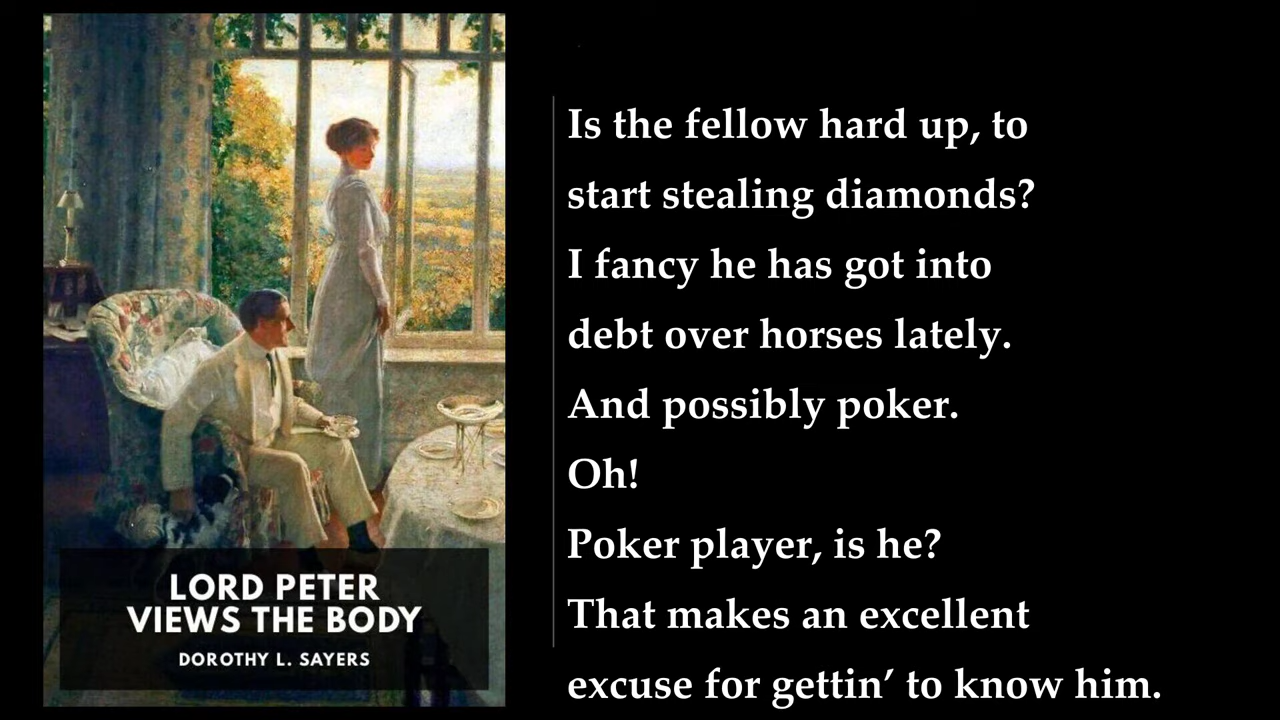 LORD PETER
VIEWS THE BODY
DOROTHY L. SAYERS
Is the fellow hard up, to
start stealing diamonds?
I fancy he has got into
debt over horses lately.
And possibly poker.
Oh!
Poker player, is he?
That makes an excellent
excuse for gettin’ to know him.